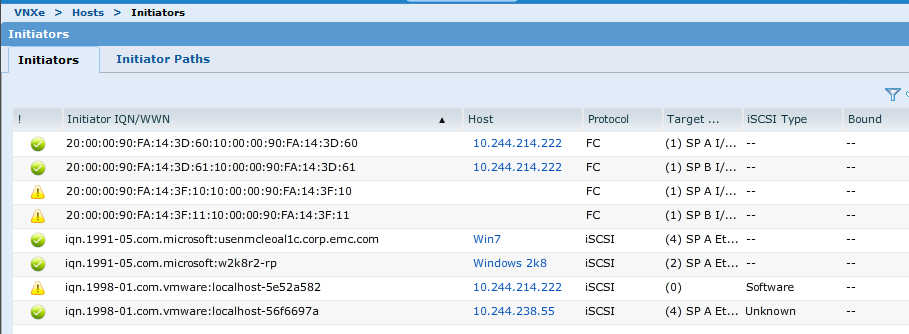 VNXe > Hosts > Initiators
Initiators
Initiators Initiator Paths
! Initiator IQN/WWN ▲ Host Protocol Target ... iSCSI Type Bound
20:00:00:90:FA:14:3D:60:10:00:00:90:FA:14:3D:60 10.244.214.222 FC (1) SP A I/... -- --
20:00:00:90:FA:14:3D:61:10:00:00:90:FA:14:3D:61 10.244.214.222 FC (1) SP B I/... -- --
20:00:00:90:FA:14:3F:10:10:00:00:90:FA:14:3F:10 FC (1) SP A I/... -- --
20:00:00:90:FA:14:3F:11:10:00:00:90:FA:14:3F:11 FC (1) SP B I/... -- --
iqn.1991-05.com.microsoft:usenmcleoal1c.corp.emc.com Win7 iSCSI (4) SP A Et... -- --
iqn.1991-05.com.microsoft:w2k8r2-rp Windows 2k8 iSCSI (2) SP A Et... -- --
iqn.1998-01.com.vmware:localhost-5e52a582 10.244.214.222 iSCSI (0) Software --
iqn.1998-01.com.vmware:localhost-56f6697a 10.244.238.55 iSCSI (4) SP A Et... Unknown --